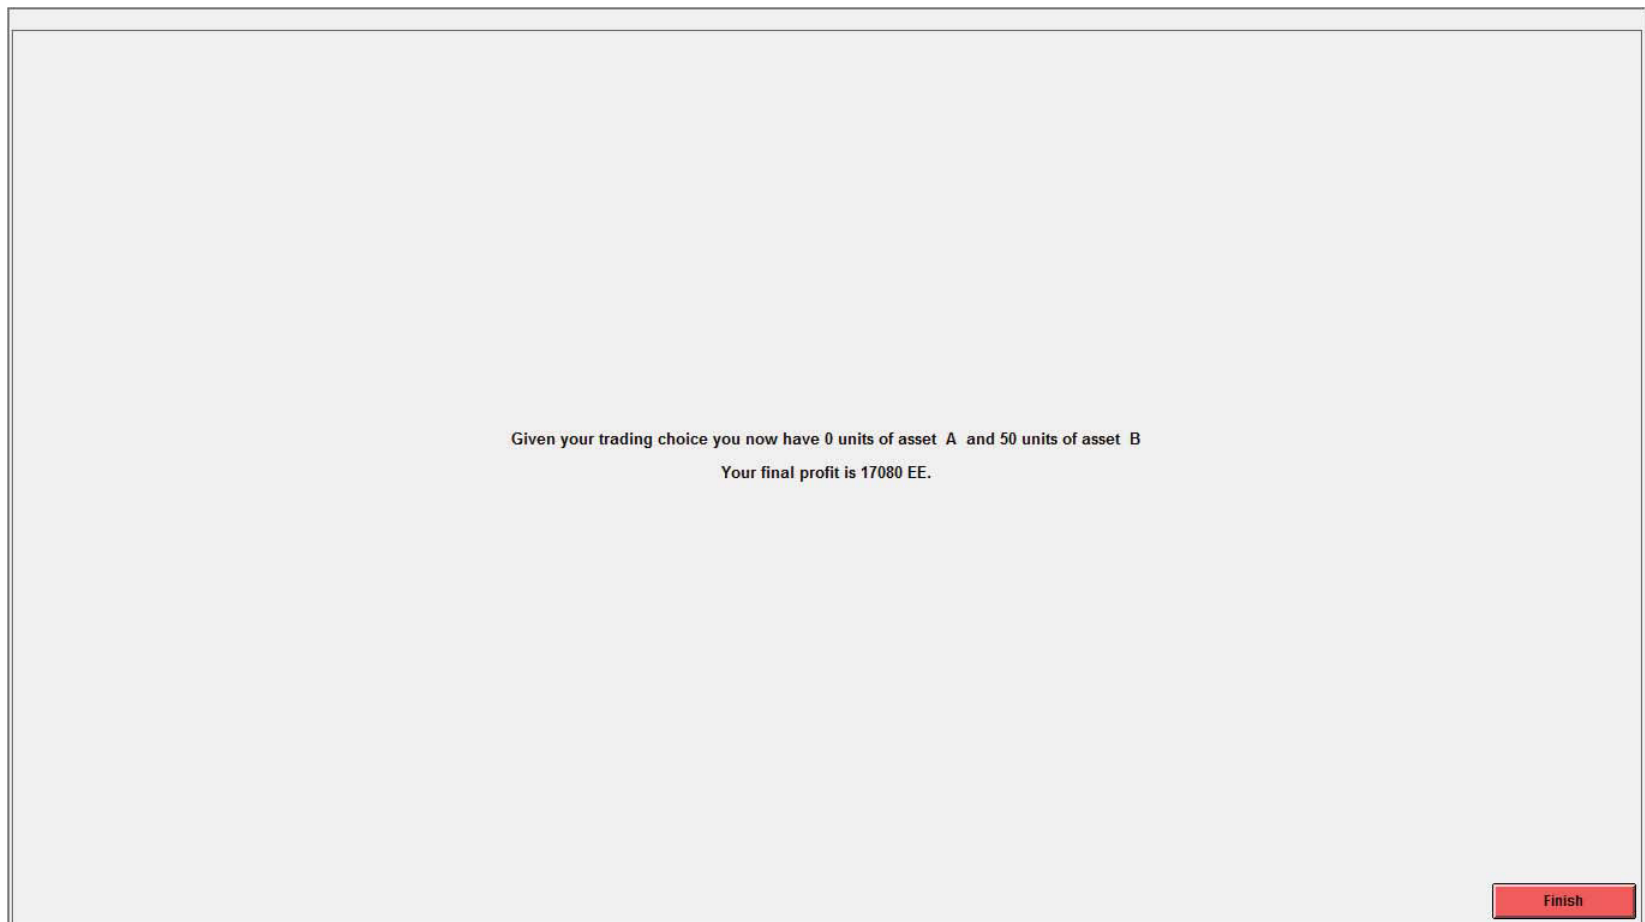 Given your trading choice you now have 0 units of asset A and 50 units of asset B
Your final profit is 17080 EE.
Finish